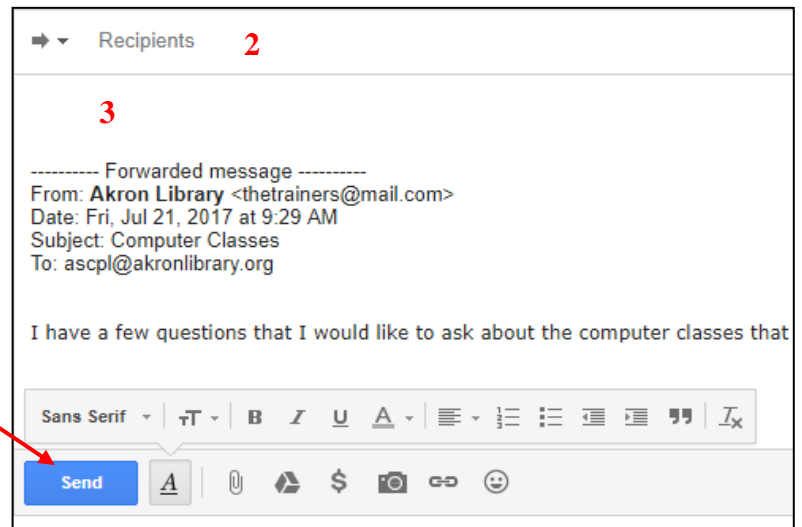 Recipients 2
3
---------- Forwarded message ----------
From: Akron Library <thetrainers@mail.com>
Date: Fri, Jul 21, 2017 at 9:29 AM
Subject: Computer Classes
To: ascpl@akronlibrary.org
I have a few questions that I would like to ask about the computer classes that
Sans Serif TT B I U A Tx
Send A $